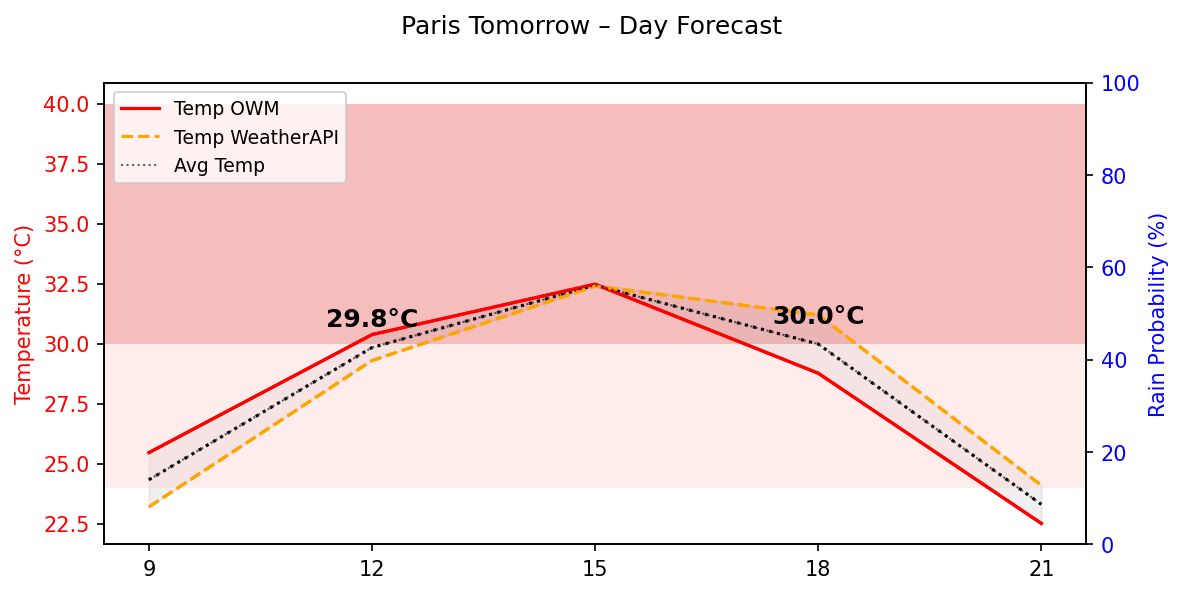 Paris Tomorrow – Day Forecast
Temp OWM
Temp WeatherAPI
Avg Temp
Temperature (°C)
40.0
37.5
35.0
32.5
30.0
27.5
25.0
22.5
29.8°C
30.0°C
100
80
60
40
20
0
Rain Probability (%)
9 12 15 18 21